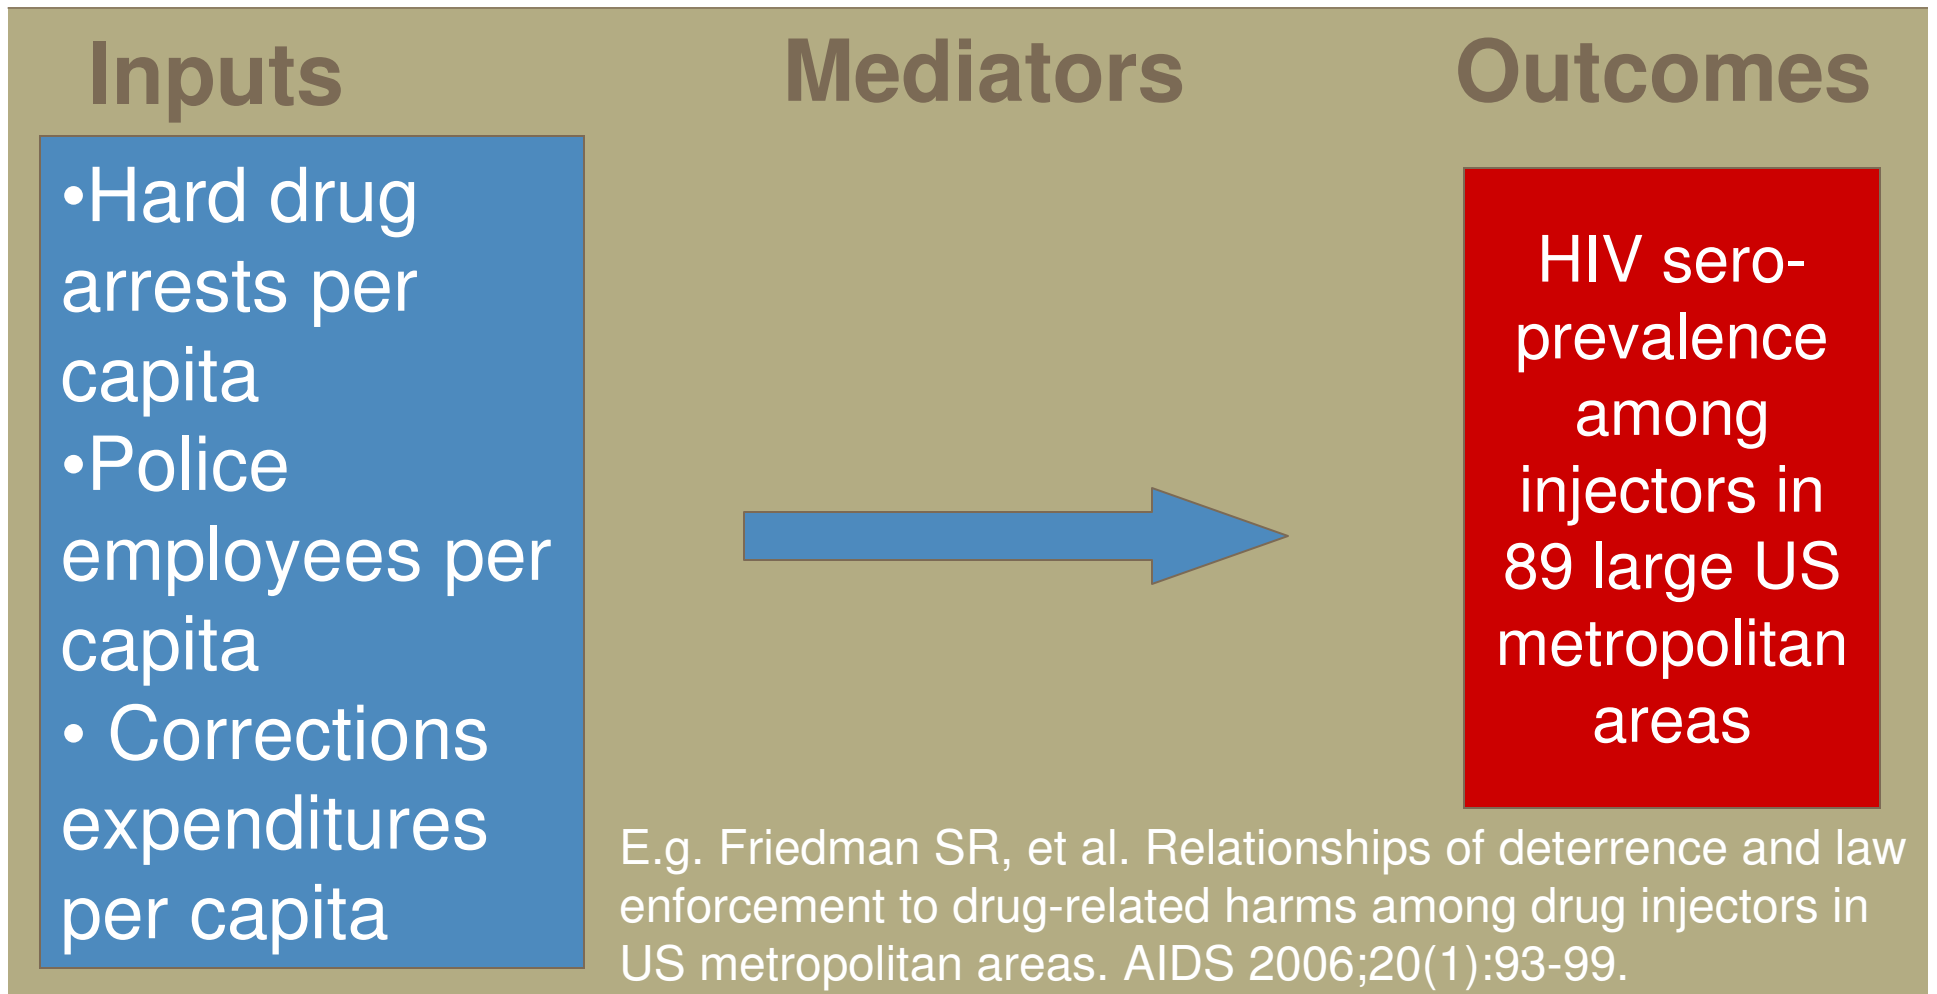 Inputs
Mediators
Outcomes
•Hard drug
arrests per
capita
•Police
employees per
capita
• Corrections
expenditures
per capita
HIV sero-
prevalence
among
injectors in
89 large US
metropolitan
areas
E.g. Friedman SR, et al. Relationships of deterrence and law
enforcement to drug-related harms among drug injectors in
US metropolitan areas. AIDS 2006;20(1):93-99.